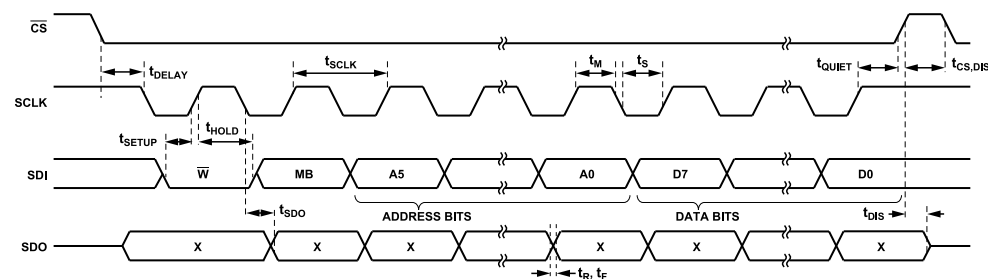 CS
tDELAY
tSCLK
tM
tS
tQUIET
tCS,DIS
SCLK
tSETUP
tHOLD
SDI
W
MB
A5
A0
D7
D0
tSDO
ADDRESS BITS
DATA BITS
tDIS
SDO
X
X
X
X
X
X
tR, tF